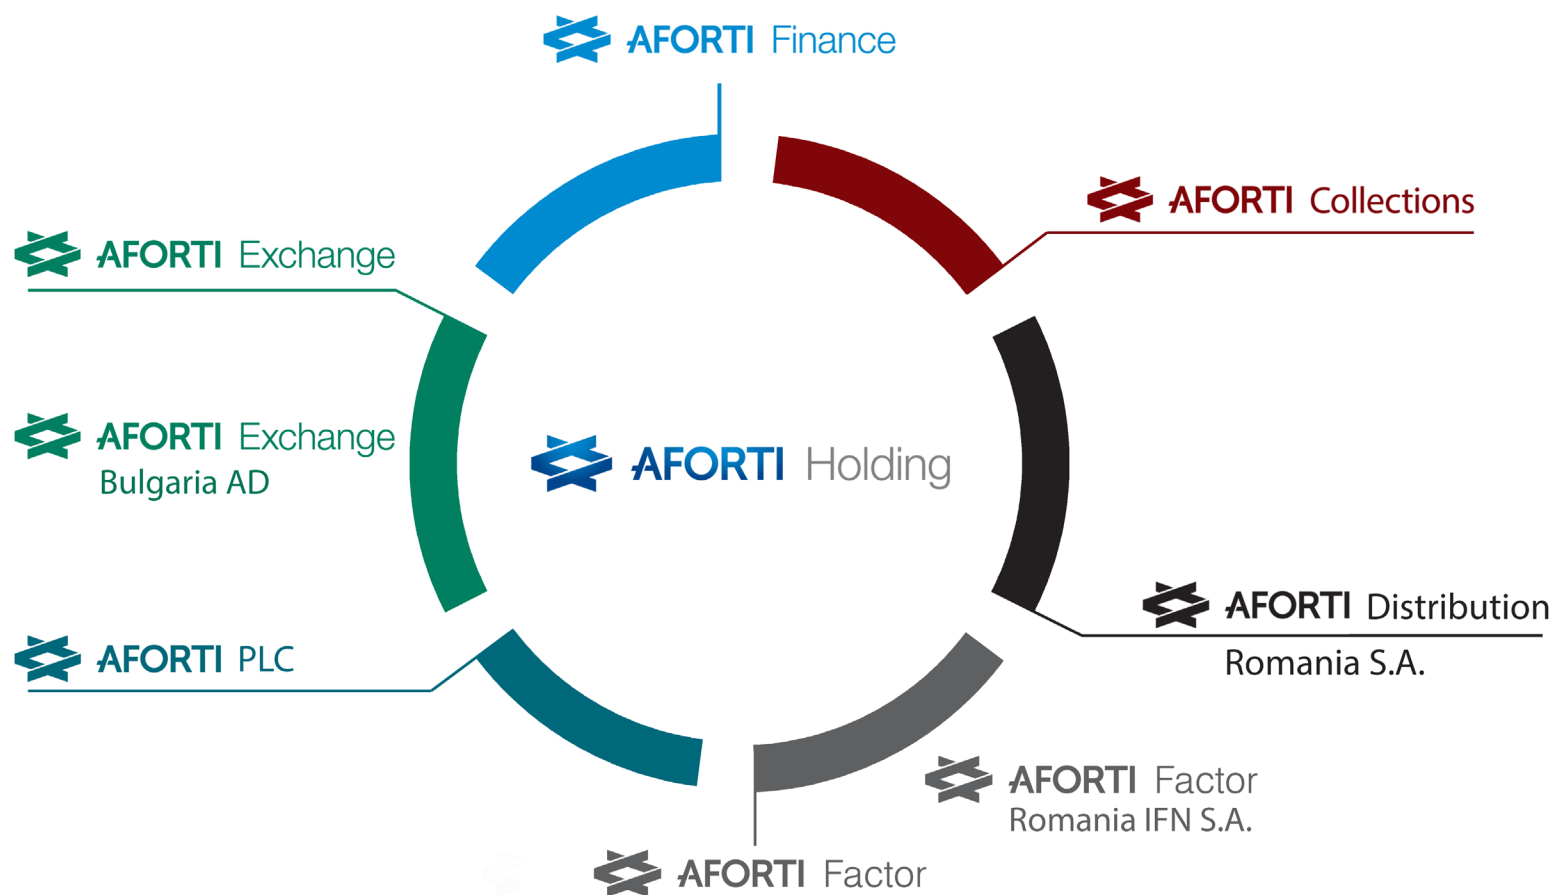 AFORTI Finance
AFORTI Collections
AFORTI Exchange
AFORTI Exchange
Bulgaria AD
AFORTI Holding
AFORTI Distribution
Romania S.A.
AFORTI PLC
AFORTI Factor
Romania IFN S.A.
AFORTI Factor